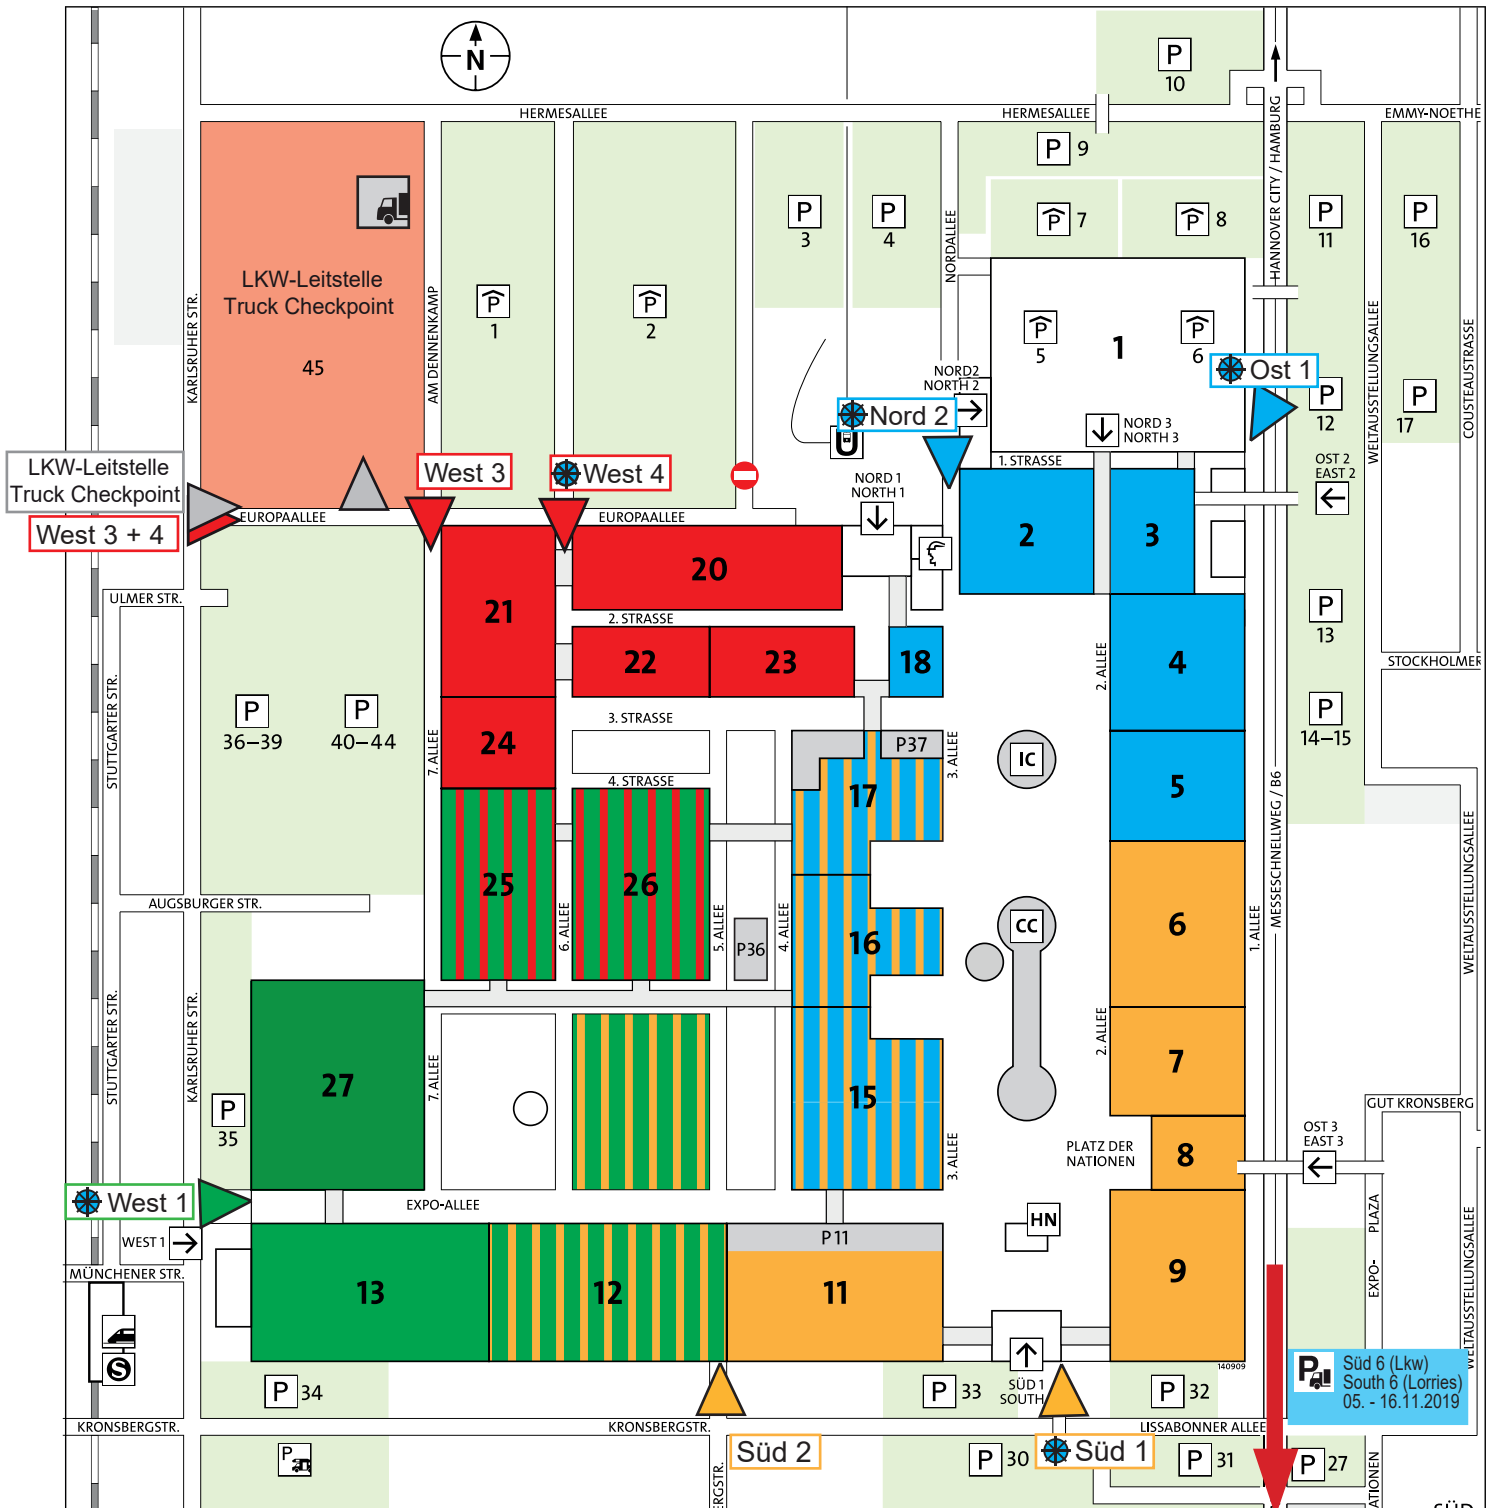 N
P
10
HERMESALLEE
HERMESALLEE
EMMY-NOETHE
P 9
P
3
P
4
P 7
P 8
P
11
P
16
HANNOVER CITY / HAMBURG
NORDALLEE
LKW-Leitstelle
Truck Checkpoint
45
KARLSRUHER STR.
AM DENNENKAMP
P
1
P
2
P
5
1
P
6
WELTAUSSTELLUNGSALLEE
COUSTEAUSTRASSE
NORD2
NORTH 2
Ost 1
Nord 2
P
12
P
17
U
NORD 3
NORTH 3
1. STRASSE
OST 2
EAST 2
LKW-Leitstelle
Truck Checkpoint
West 3
West 4
NORD 1
NORTH 1
West 3 + 4
EUROPAALLEE
EUROPAALLEE
20
2
3
21
ULMER STR.
2. STRASSE
P
13
22
23
18
4
2. ALLEE
STOCKHOLMER
STUTTGARTER STR.
P
36–39
P
40–44
P
14–15
24
7. ALLEE
3. STRASSE
P37
3. ALLEE
IC
4. STRASSE
17
5
MESSESCHNELLWEG / B6
25
26
6. ALLEE
5. ALLEE
P36
4. ALLEE
16
CC
6
1. ALLEE
WELTAUSSTELLUNGSALLEE
AUGSBURGER STR.
STUTTGARTER STR.
KARLSRUHER STR.
27
7. ALLEE
15
2. ALLEE
7
P
35
GUT KRONSBERG
OST 3
EAST 3
PLATZ DER
NATIONEN
8
3. ALLEE
West 1
EXPO-ALLEE
EXPO- PLAZA
WELTAUSSTELLUNGSALLEE
WEST 1
HN
P 11
MÜNCHENER STR.
13
12
11
9
S
140909
P
Süd 6 (Lkw)
South 6 (Lorries)
05. - 16.11.2019
P 34
P 33
SÜD 1
SOUTH
P 32
KRONSBERGSTR.
KRONSBERGSTR.
LISSABONNER ALLEE
P
Süd 2
P 30
Süd 1
P 31
P 27
ERGSTR.
ATIONEN
SÜD